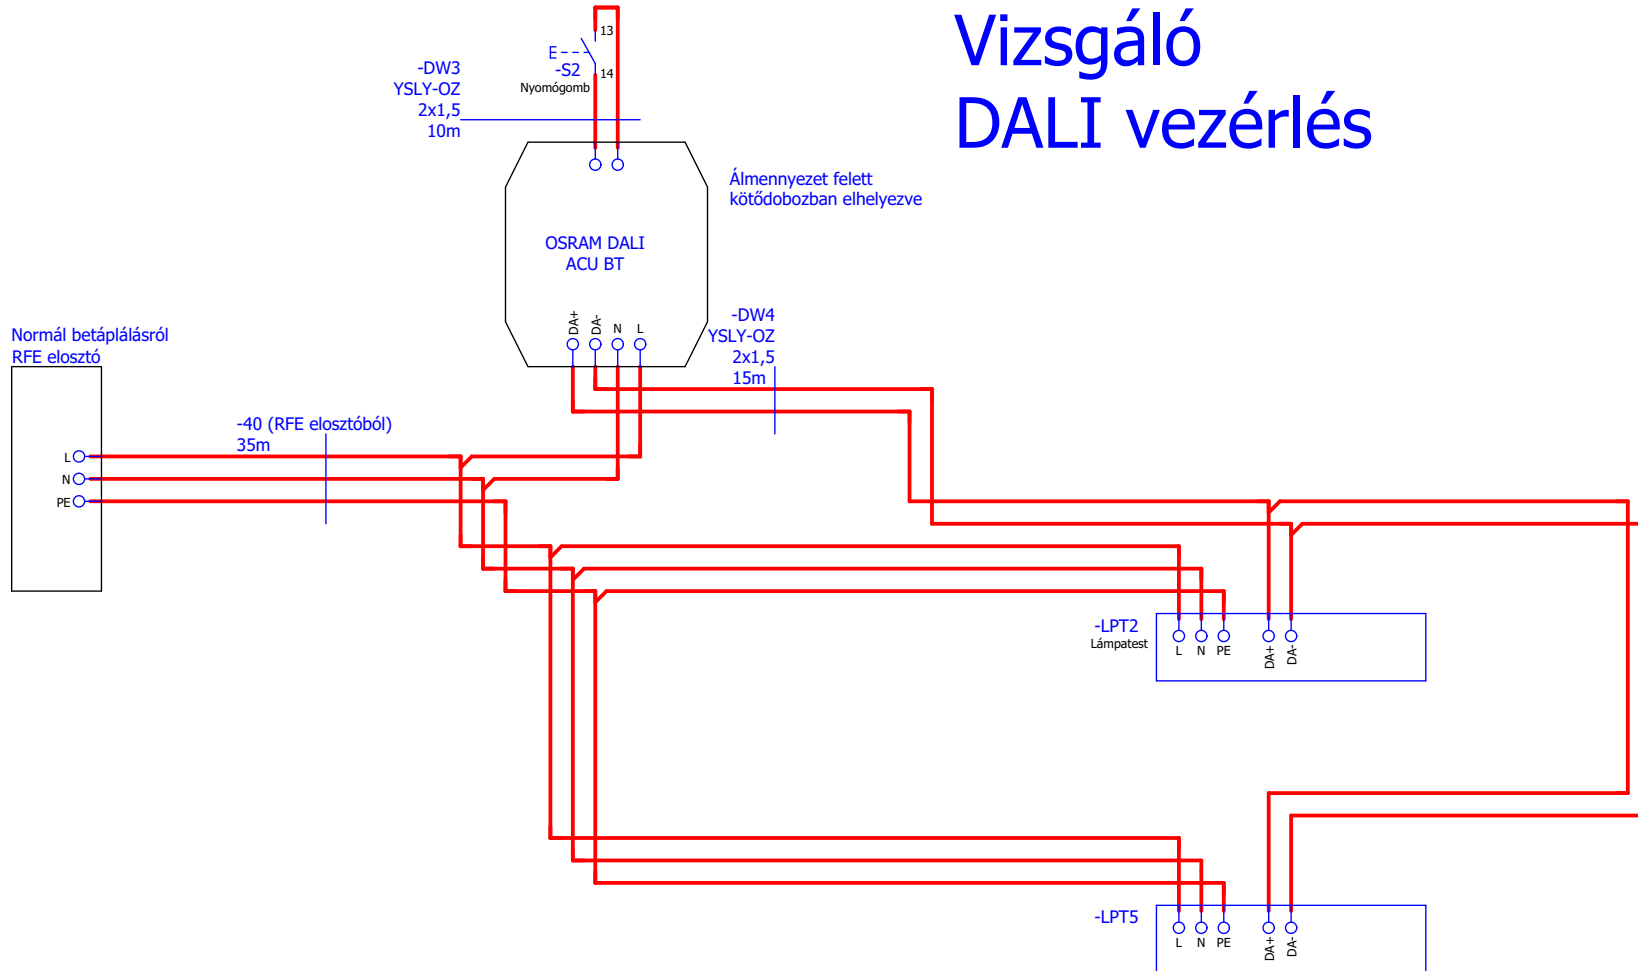 Vizsgáló
DALI vezérlés
13
E
-S2
14
Nyomógomb
-DW3
YSLY-OZ
2x1,5
10m
Álmennyezet felett
kötődobozban elhelyezve
OSRAM DALI
ACU BT
DA+
DA-
N
L
-DW4
YSLY-OZ
2x1,5
15m
Normál betáplálásról
RFE elosztó
L
N
PE
-40 (RFE elosztóból)
35m
-LPT2
Lámpatest
L
N
PE
DA+
DA-
-LPT5
L
N
PE
DA+
DA-